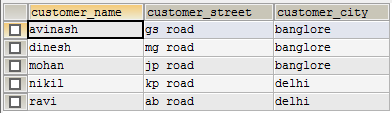 customer_name customer_street customer_city
avinash gs road banglore
dinesh mg road banglore
mohan jp road banglore
nikil kp road delhi
ravi ab road delhi